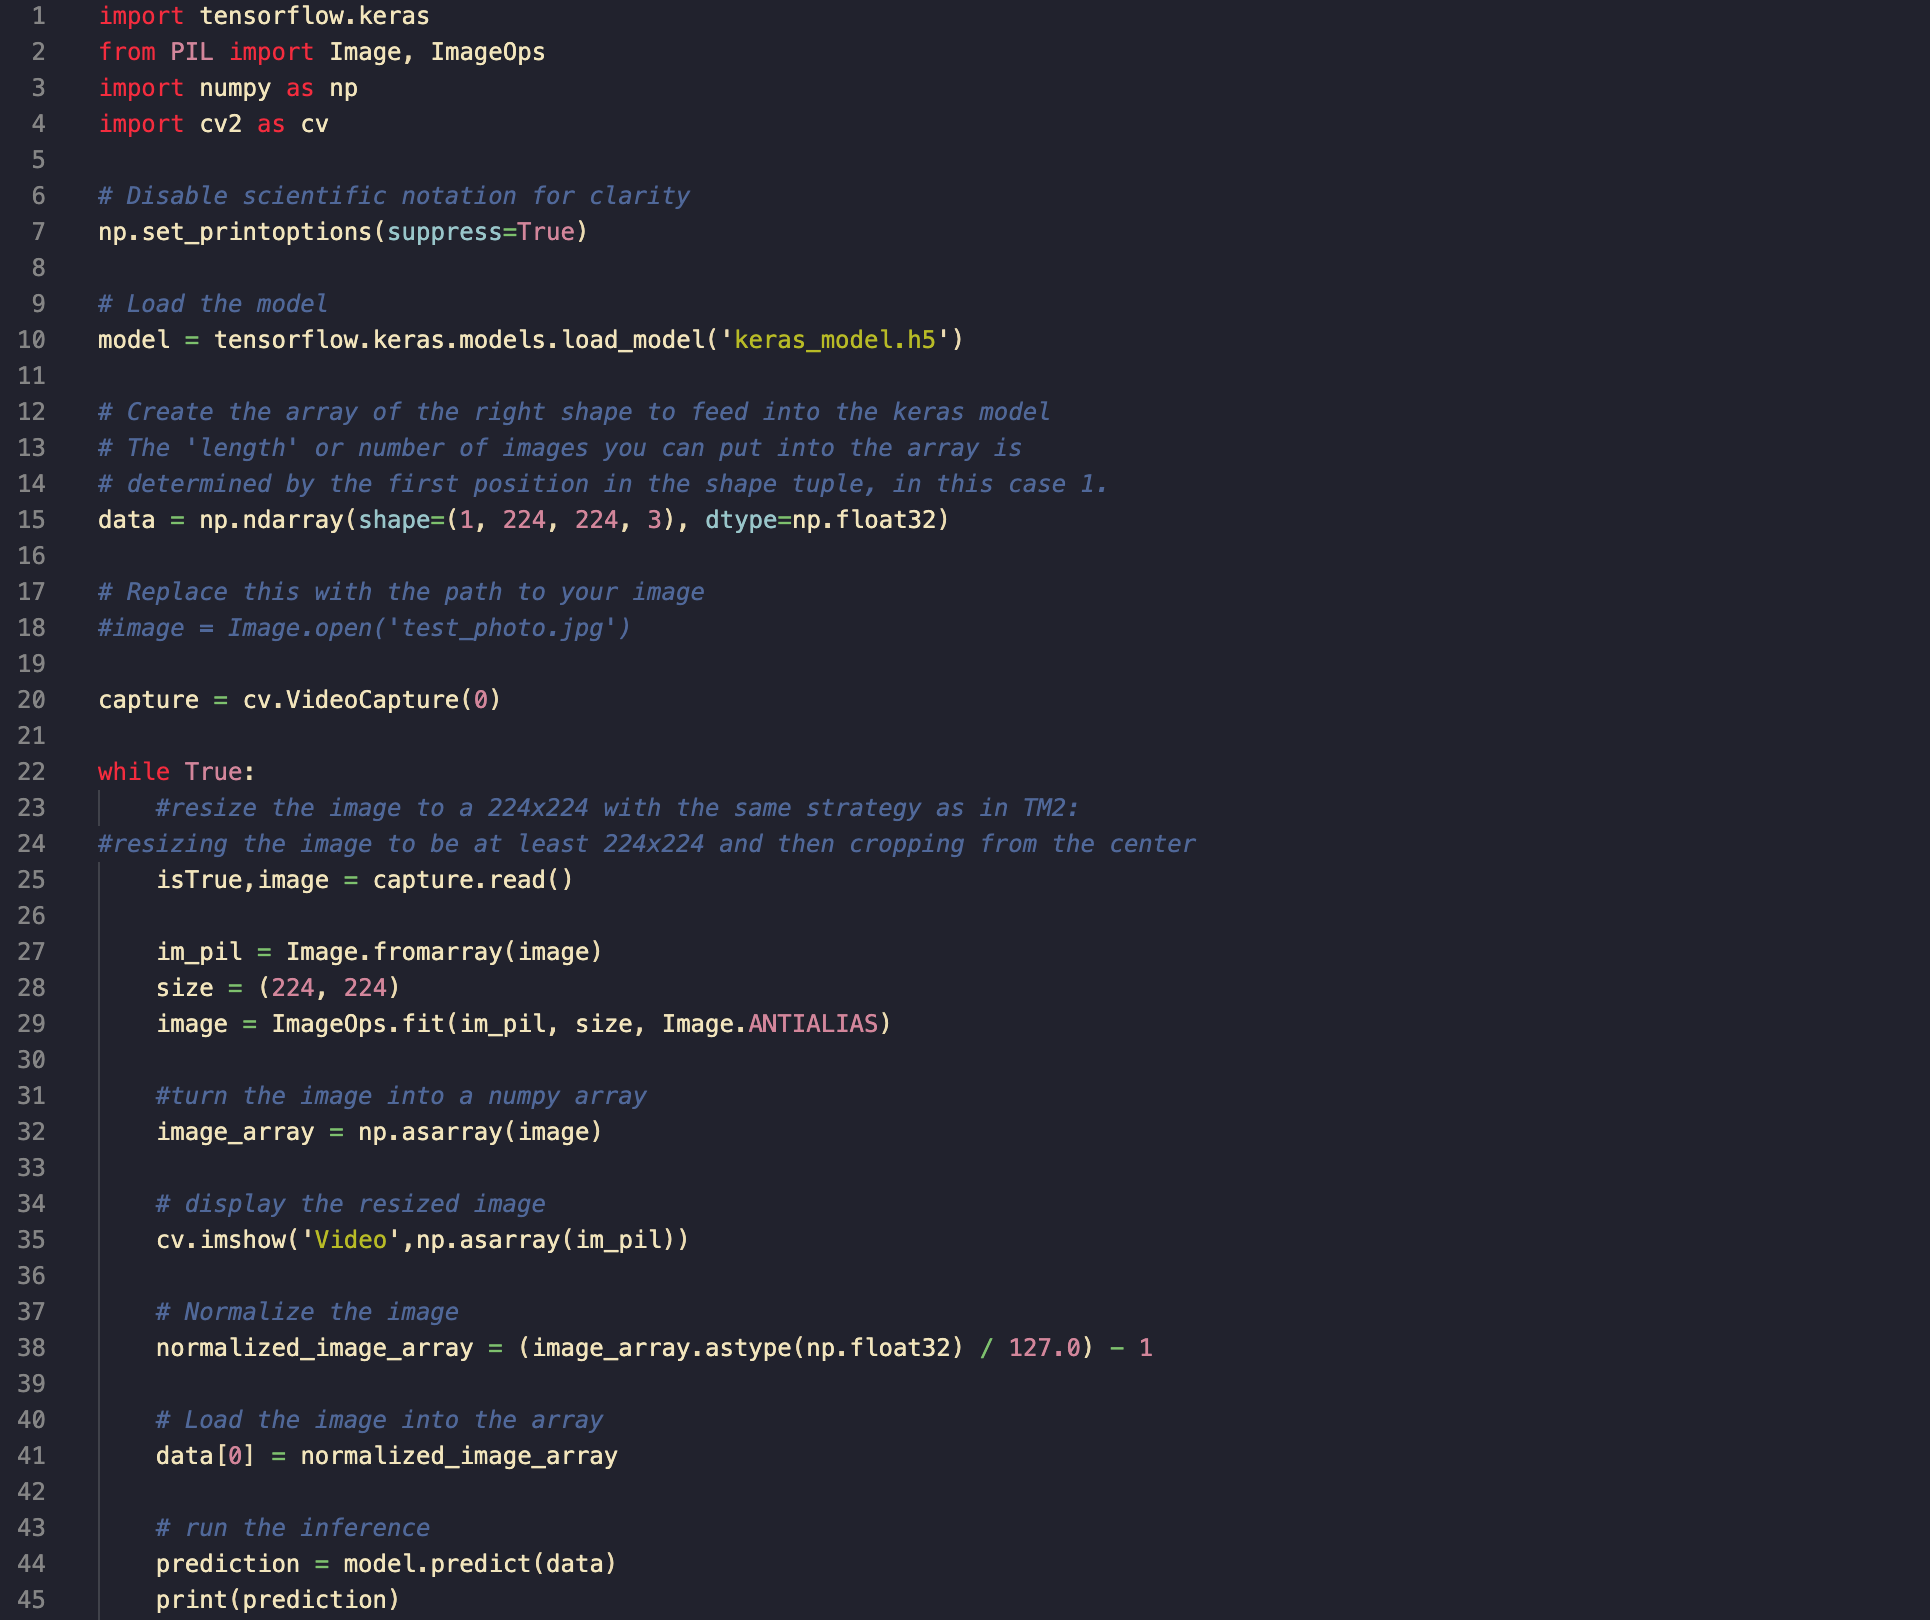 1 import tensorflow.keras
2 from PIL import Image, ImageOps
3 import numpy as np
4 import cv2 as cv
5
6 # Disable scientific notation for clarity
7 np.set_printoptions(suppress=True)
8
9 # Load the model
10 model = tensorflow.keras.models.load_model('keras_model.h5')
11
12 # Create the array of the right shape to feed into the keras model
13 # The 'length' or number of images you can put into the array is
14 # determined by the first position in the shape tuple, in this case 1.
15 data = np.ndarray(shape=(1, 224, 224, 3), dtype=np.float32)
16
17 # Replace this with the path to your image
18 #image = Image.open('test_photo.jpg')
19
20 capture = cv.VideoCapture(0)
21
22 while True:
23     #resize the image to a 224x224 with the same strategy as in TM2:
24 #resizing the image to be at least 224x224 and then cropping from the center
25     isTrue,image = capture.read()
26
27     im_pil = Image.fromarray(image)
28     size = (224, 224)
29     image = ImageOps.fit(im_pil, size, Image.ANTIALIAS)
30
31     #turn the image into a numpy array
32     image_array = np.asarray(image)
33
34     # display the resized image
35     cv.imshow('Video',np.asarray(im_pil))
36
37     # Normalize the image
38     normalized_image_array = (image_array.astype(np.float32) / 127.0) - 1
39
40     # Load the image into the array
41     data[0] = normalized_image_array
42
43     # run the inference
44     prediction = model.predict(data)
45     print(prediction)